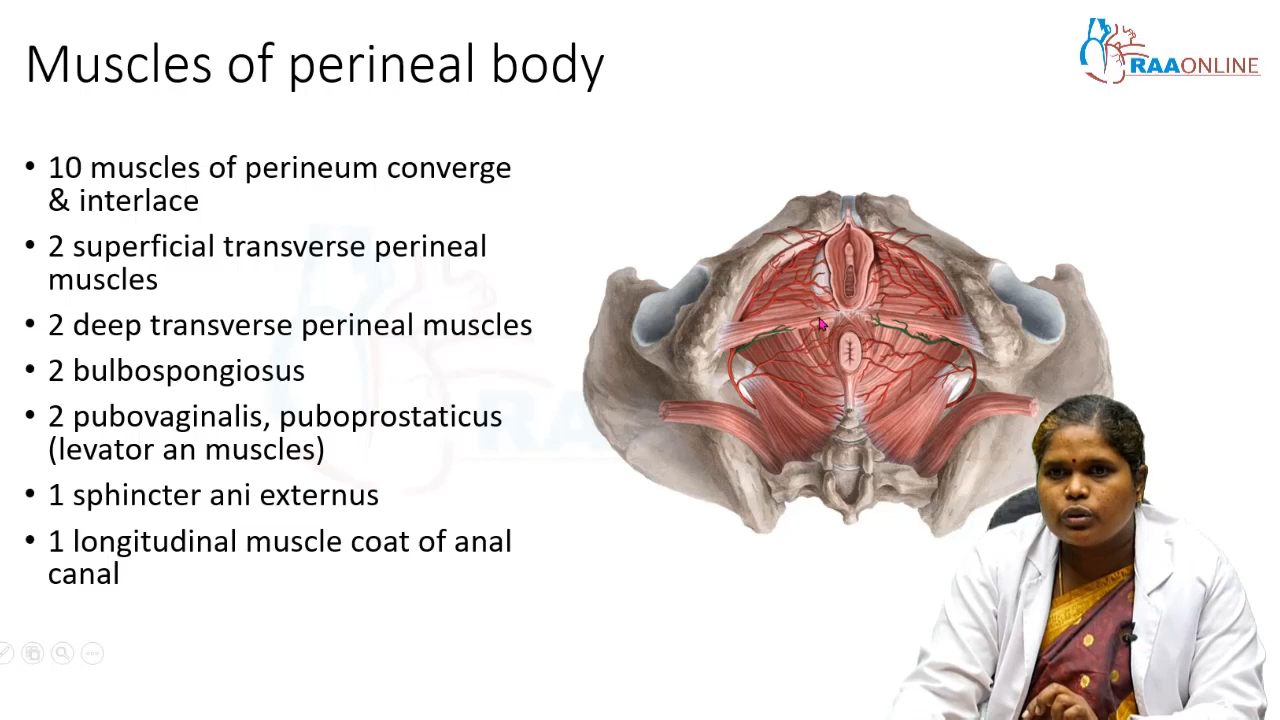 Muscles of perineal body
RAAONLINE
• 10 muscles of perineum converge
& interlace
• 2 superficial transverse perineal
muscles
• 2 deep transverse perineal muscles
• 2 bulbospongiosus
• 2 pubovaginalis, puboprostaticus
(levator an muscles)
• 1 sphincter ani externus
• 1 longitudinal muscle coat of anal
canal